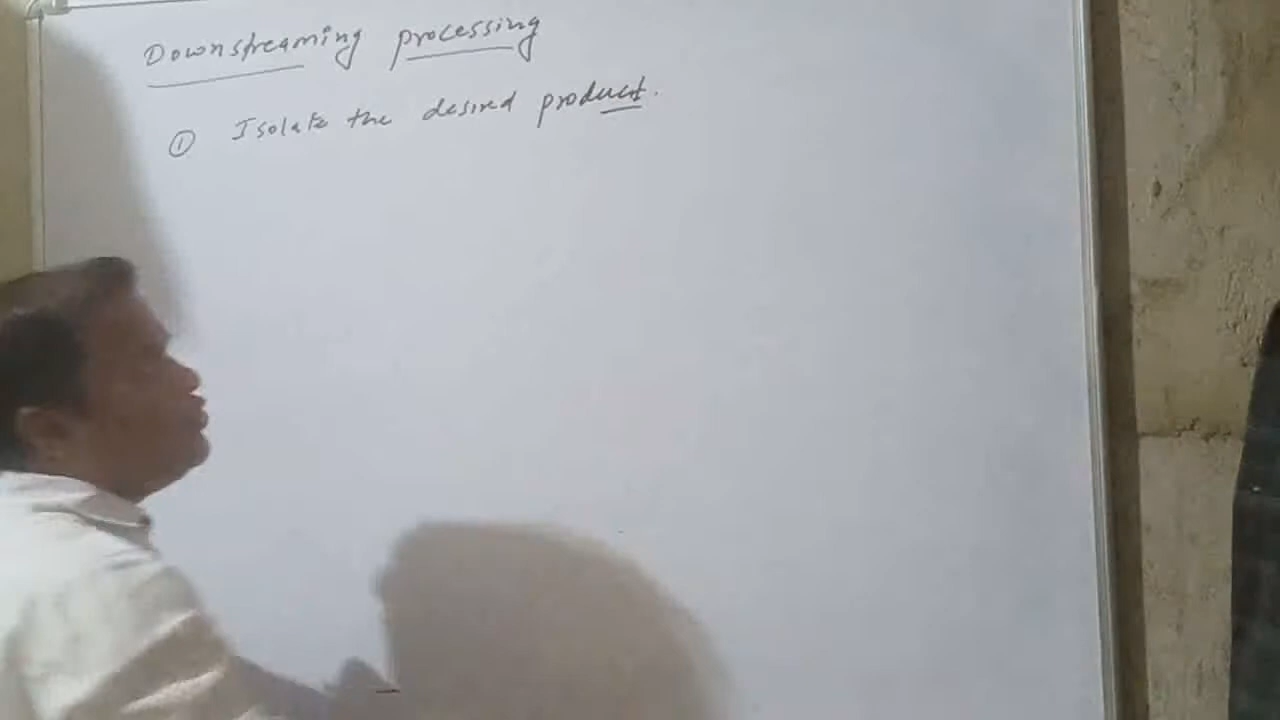 Downstreaming processing
① Isolate the desired product.